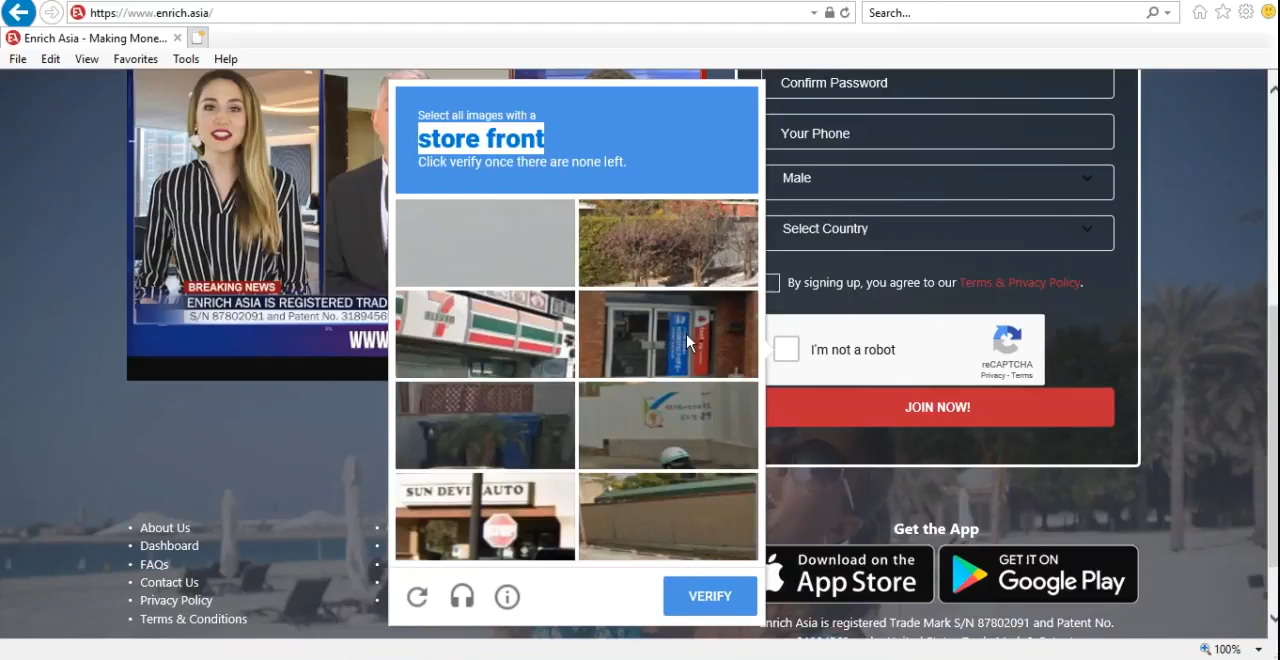 https://www.enrich.asia/
Search...
Enrich Asia - Making Mone...
File Edit View Favorites Tools Help
BREAKING NEWS
ENRICH ASIA IS REGISTERED TRAD
S/N 87802091 and Patent No. 3189456
WWW
Select all images with a
store front
Click verify once there are none left.
ELEVEN
SUN DEVIL AUTO
STOP
VERIFY
Confirm Password
Your Phone
Male
Select Country
By signing up, you agree to our Terms & Privacy Policy.
I'm not a robot
reCAPTCHA
Privacy - Terms
JOIN NOW!
• About Us
• Dashboard
• FAQs
• Contact Us
• Privacy Policy
• Terms & Conditions
Get the App
Download on the
App Store
GET IT ON
Google Play
Enrich Asia is registered Trade Mark S/N 87802091 and Patent No.
100%